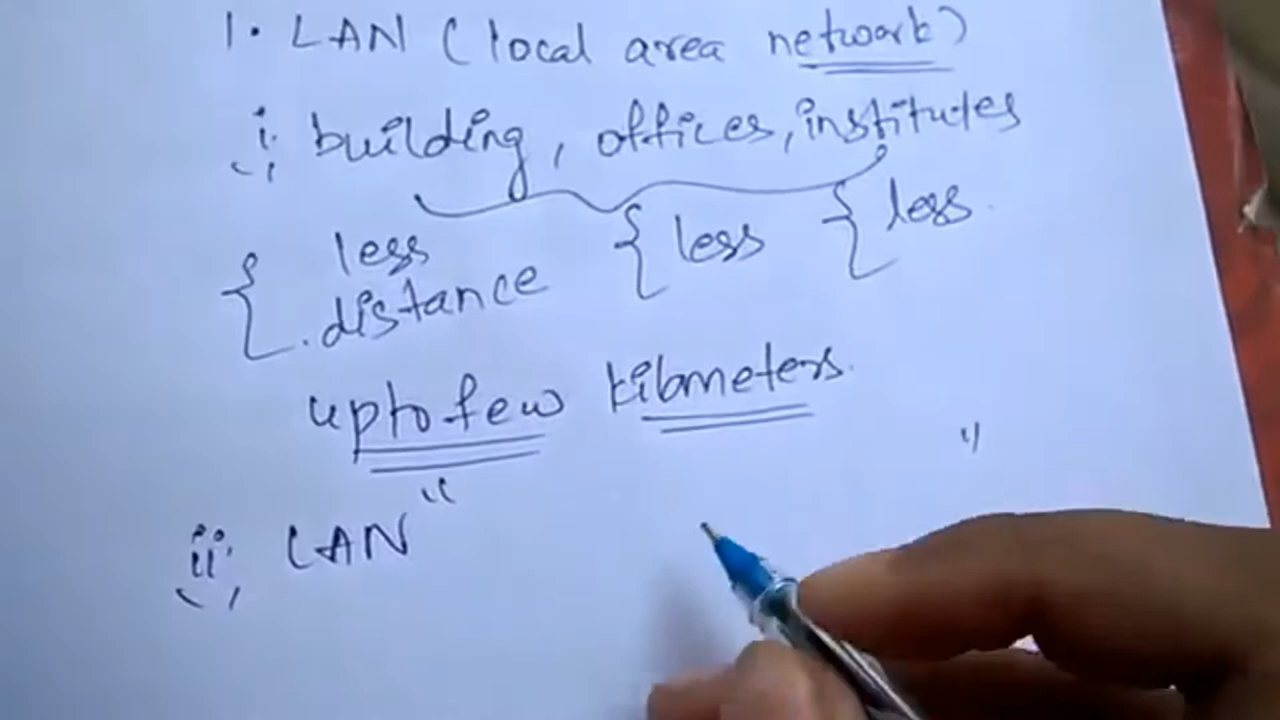 1. LAN (local area network)
i. building, offices, institutes
{ less { less { less.
. distance
upto few kilometers.
ii. LAN " "